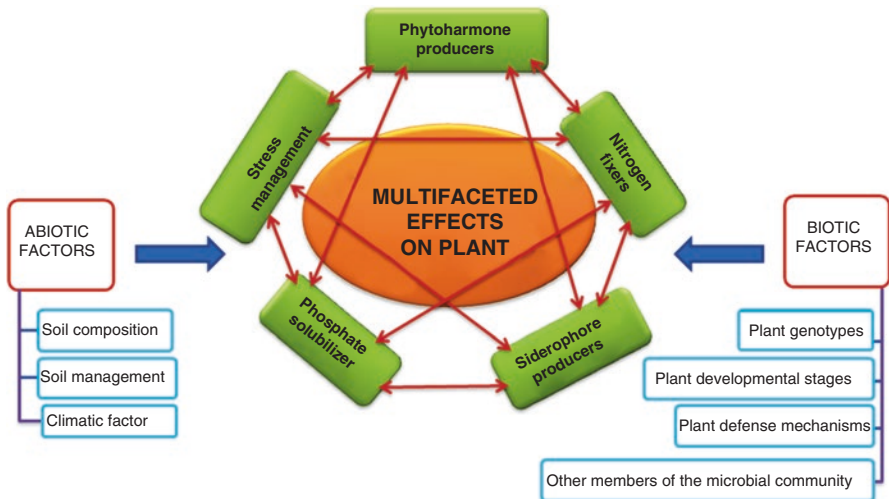 Phytoharmone
producers
Stress
management
Nitrogen
fixers
MULTIFACETED
EFFECTS
ON PLANT
Phosphate
solubilizer
Siderophore
producers
ABIOTIC
FACTORS
Soil composition
Soil management
Climatic factor
BIOTIC
FACTORS
Plant genotypes
Plant developmental stages
Plant defense mechanisms
Other members of the microbial community